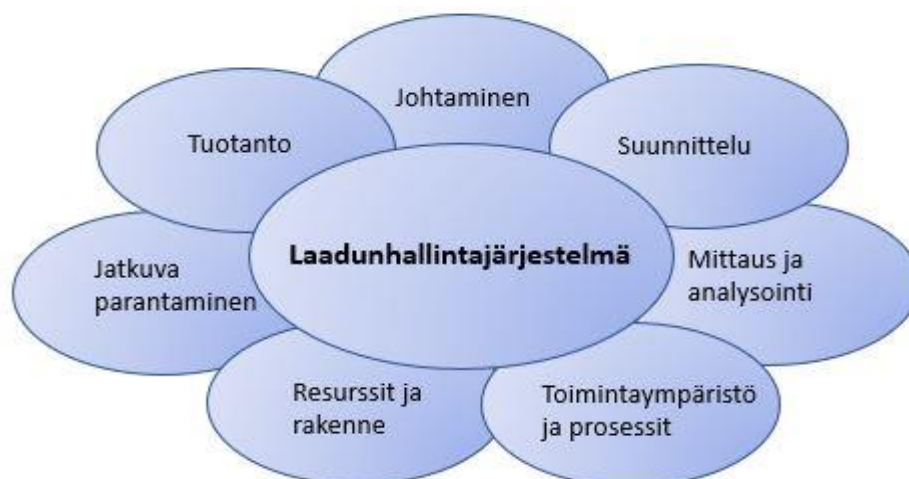 Johtaminen
Tuotanto
Suunnittelu
Laadunhallintajärjestelmä
Jatkuva
parantaminen
Mittaus ja
analysointi
Resurssit ja
rakenne
Toimintaympäristö
ja prosessit